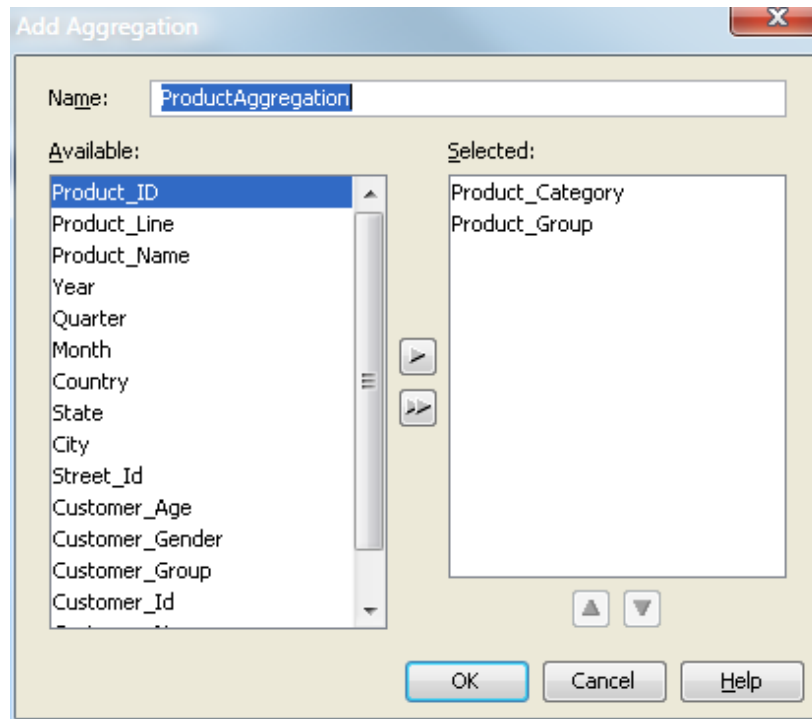 Add Aggregation
X
Name: ProductAggregation
Available:
Product_ID
Product_Line
Product_Name
Year
Quarter
Month
Country
State
City
Street_Id
Customer_Age
Customer_Gender
Customer_Group
Customer_Id
Selected:
Product_Category
Product_Group
OK
Cancel
Help